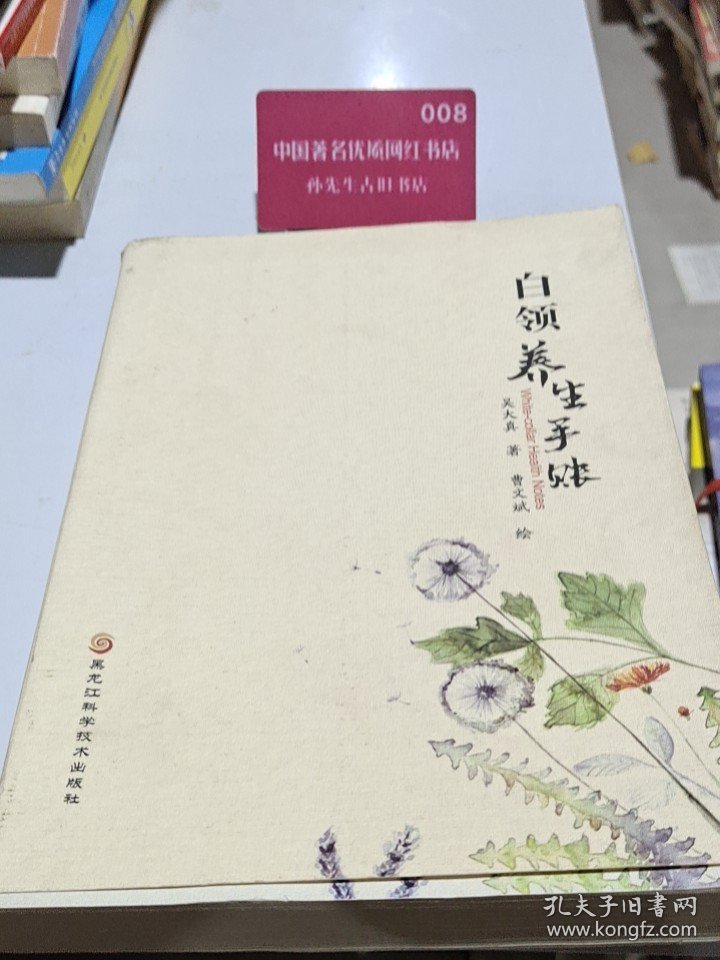 008
中国著名优质网红书店
孙先生古旧书店
白领养生手账
White-collar Health Notes
吴大真 著 曹文斌 绘
黑龙江科学技术出版社
孔夫子旧书网
www.kongfz.com